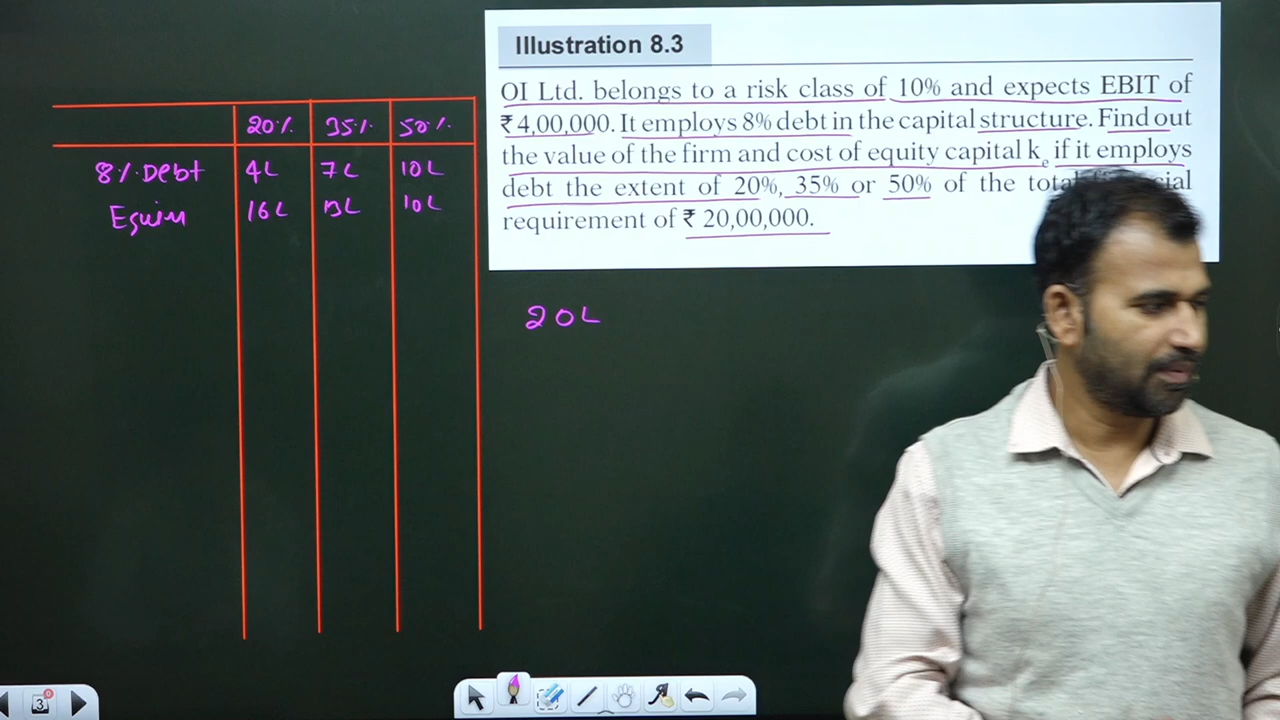 Illustration 8.3
OI Ltd. belongs to a risk class of 10% and expects EBIT of
₹ 4,00,000. It employs 8% debt in the capital structure. Find out
the value of the firm and cost of equity capital ke if it employs
debt the extent of 20%, 35% or 50% of the total
requirement of ₹ 20,00,000.
20% 35% 50%
8% Debt 4L 7L 10L
Equity 16L 13L 10L
20L
3
0